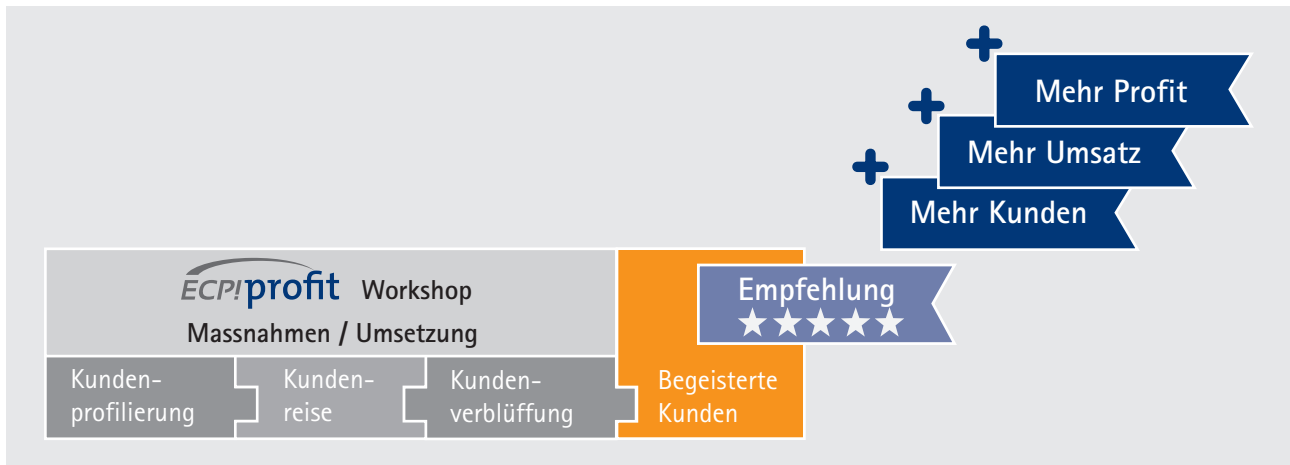 Mehr Profit
Mehr Umsatz
Mehr Kunden
Empfehlung
ECP!profit Workshop
Massnahmen / Umsetzung
Kunden-
profilierung
Kunden-
reise
Kunden-
verblüffung
Begeisterte
Kunden